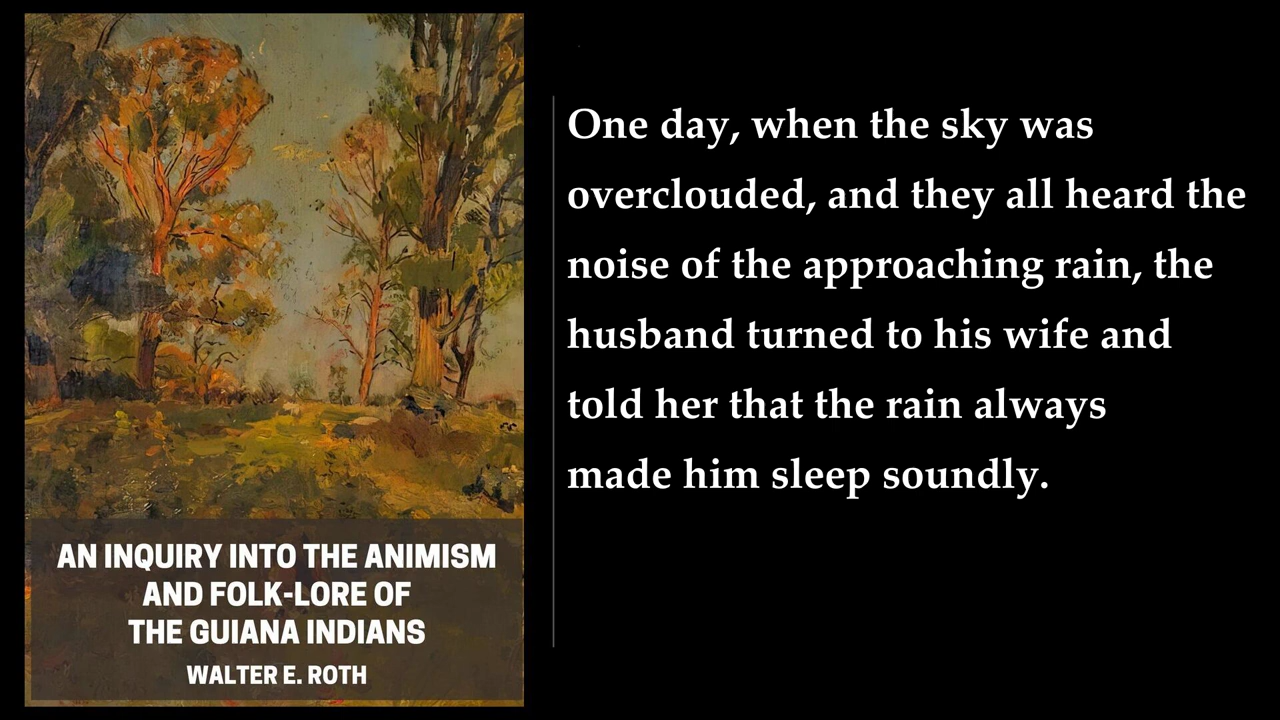 One day, when the sky was
overclouded, and they all heard the
noise of the approaching rain, the
husband turned to his wife and
told her that the rain always
made him sleep soundly.
AN INQUIRY INTO THE ANIMISM
AND FOLK-LORE OF
THE GUIANA INDIANS
WALTER E. ROTH